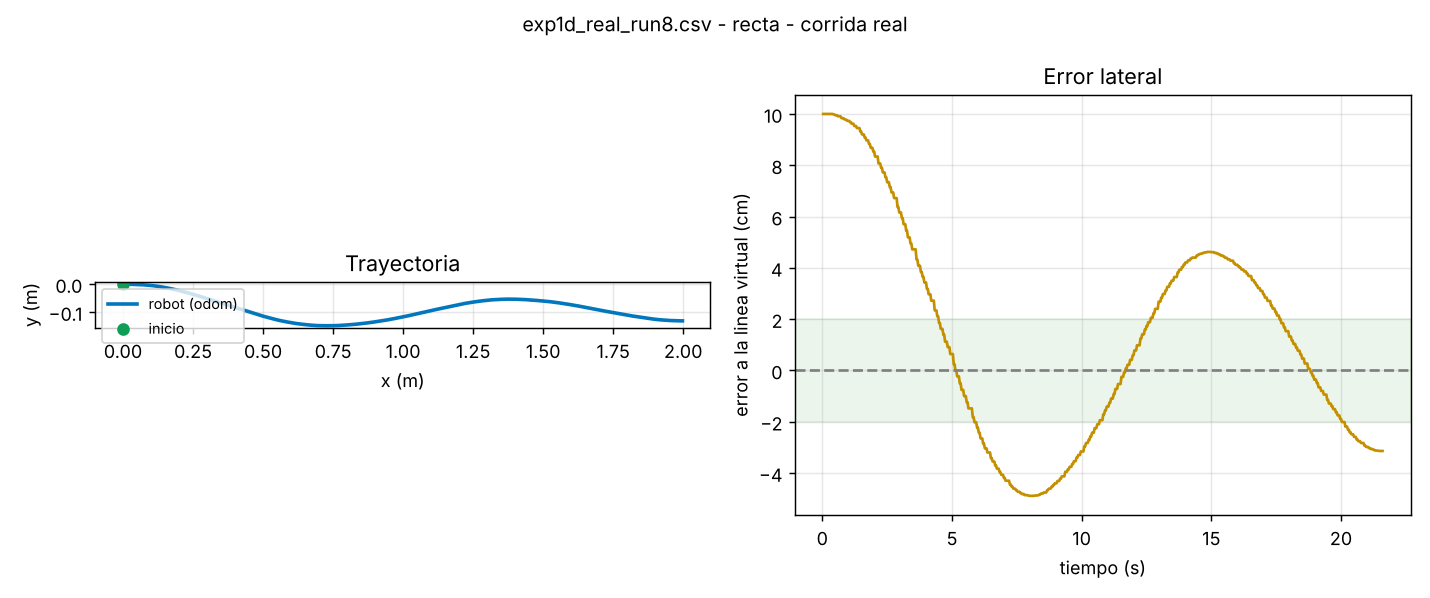 exp1d_real_run8.csv - recta - corrida real
Trayectoria
y (m)
0.0
−0.1
robot (odom)
inicio
0.00 0.25 0.50 0.75 1.00 1.25 1.50 1.75 2.00
x (m)
Error lateral
error a la linea virtual (cm)
10
8
6
4
2
0
−2
−4
0 5 10 15 20
tiempo (s)